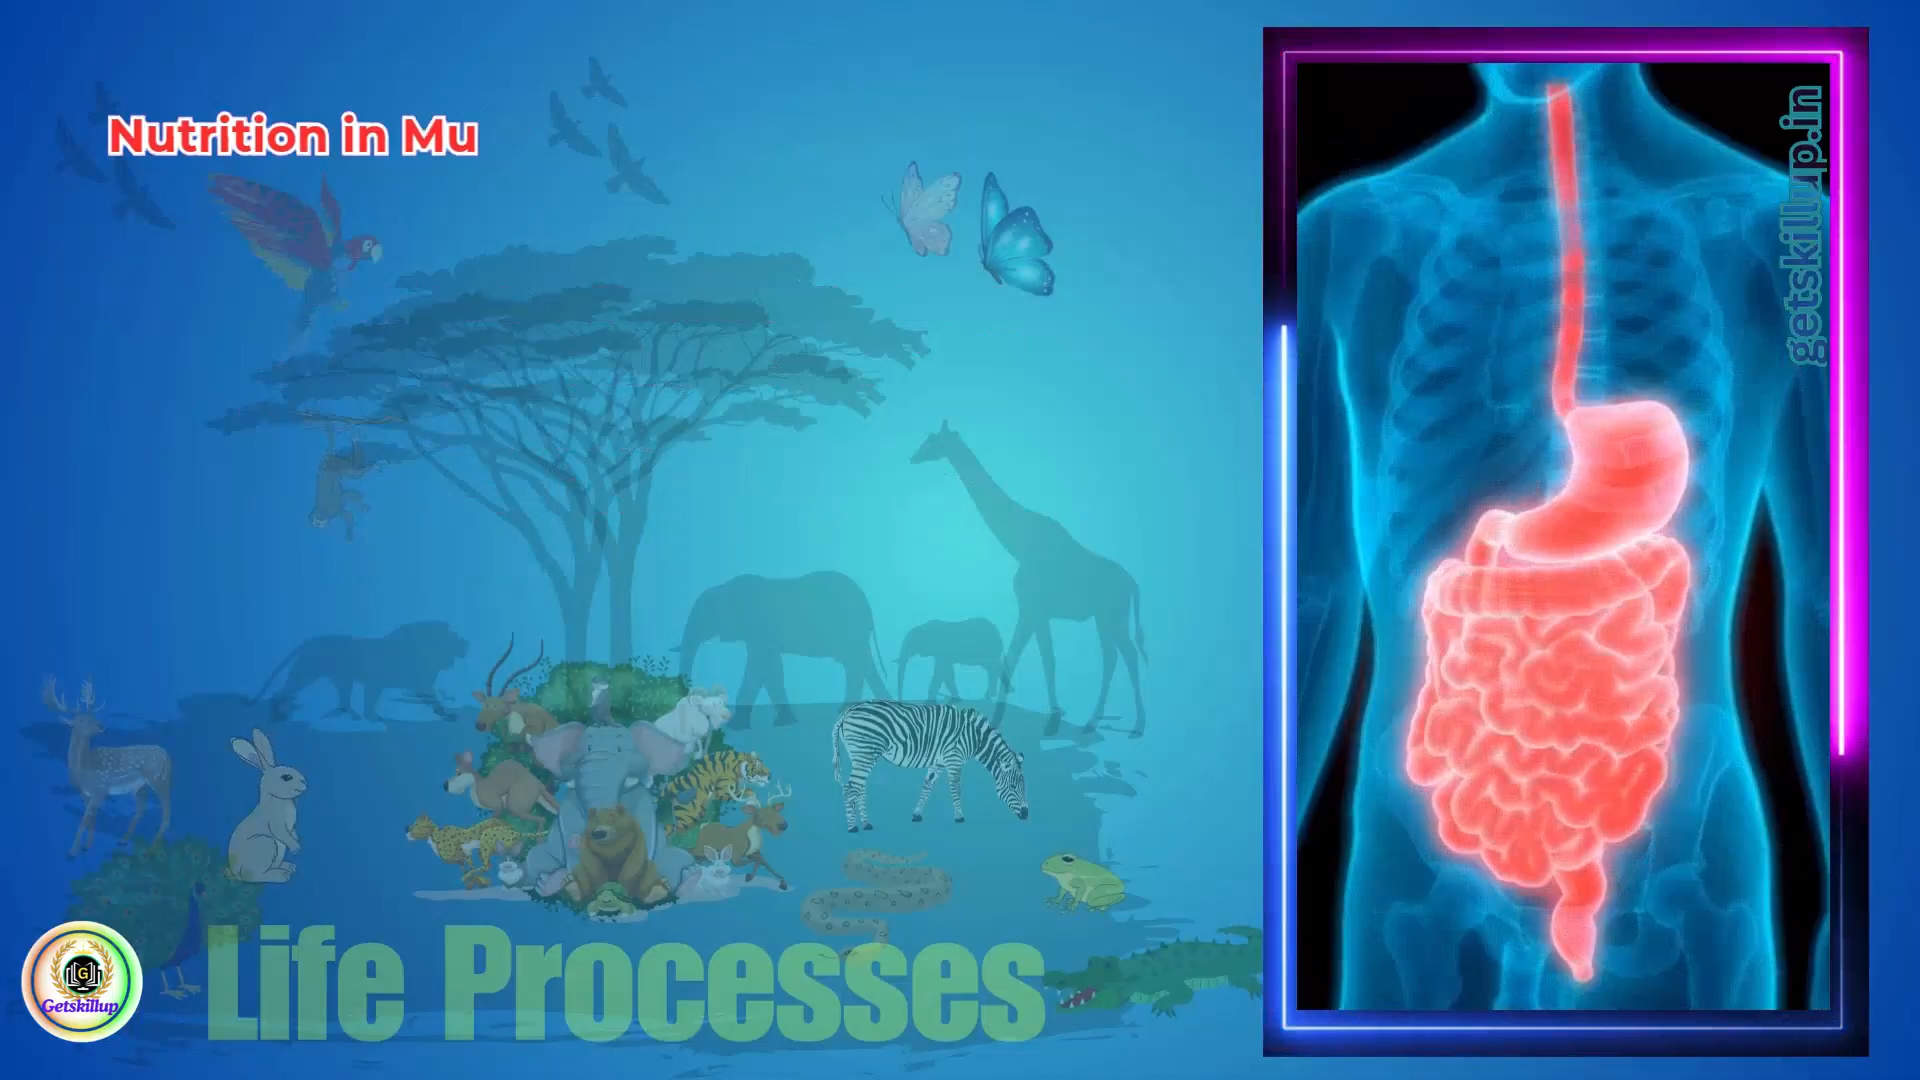 Nutrition in Mu
getskillup.in
G
Getskillup
Life Processes